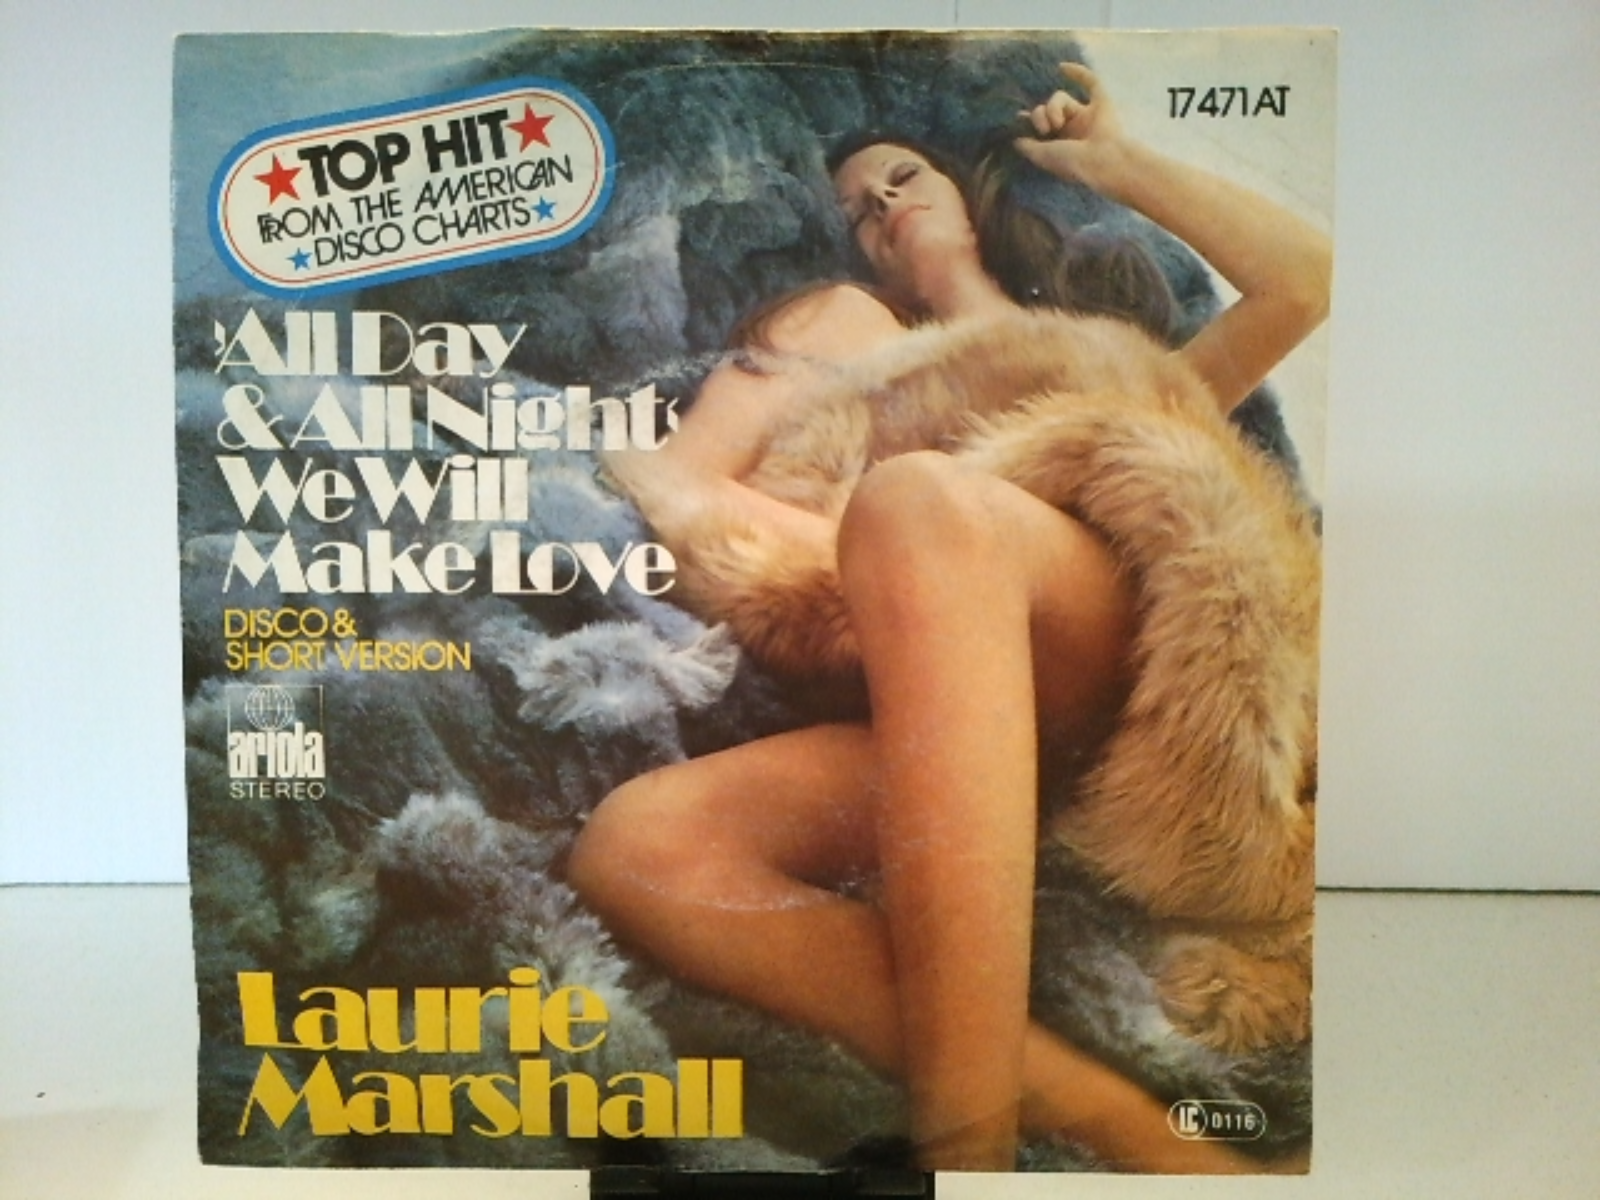 17471 AT
TOP HIT
FROM THE AMERICAN
DISCO CHARTS
'All Day
& All Night'
We Will
Make Love
DISCO &
SHORT VERSION
ariola
STEREO
Laurie
Marshall
LC 0116